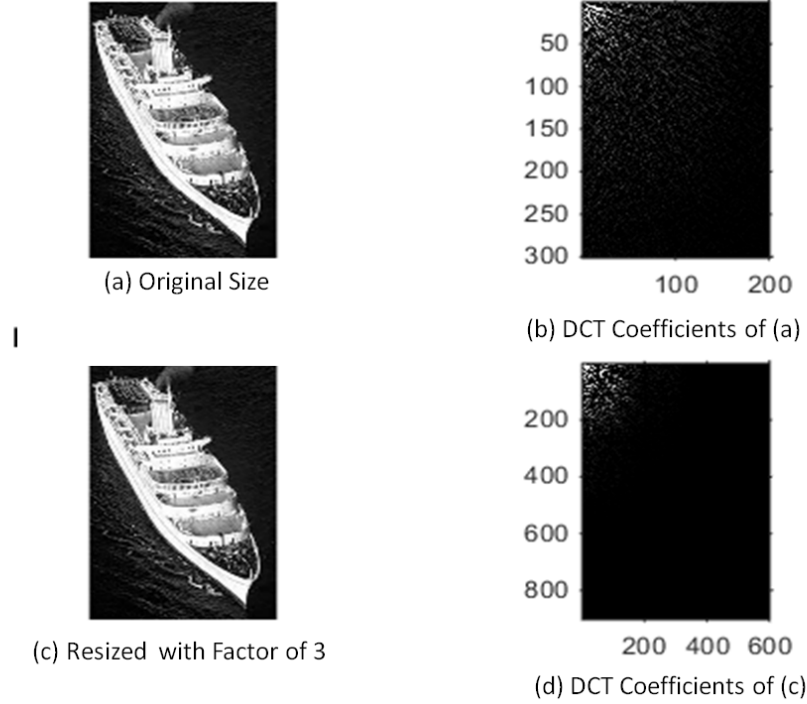 50
100
150
200
250
300
100 200
(a) Original Size
(b) DCT Coefficients of (a)
I
200
400
600
800
200 400 600
(c) Resized with Factor of 3
(d) DCT Coefficients of (c)